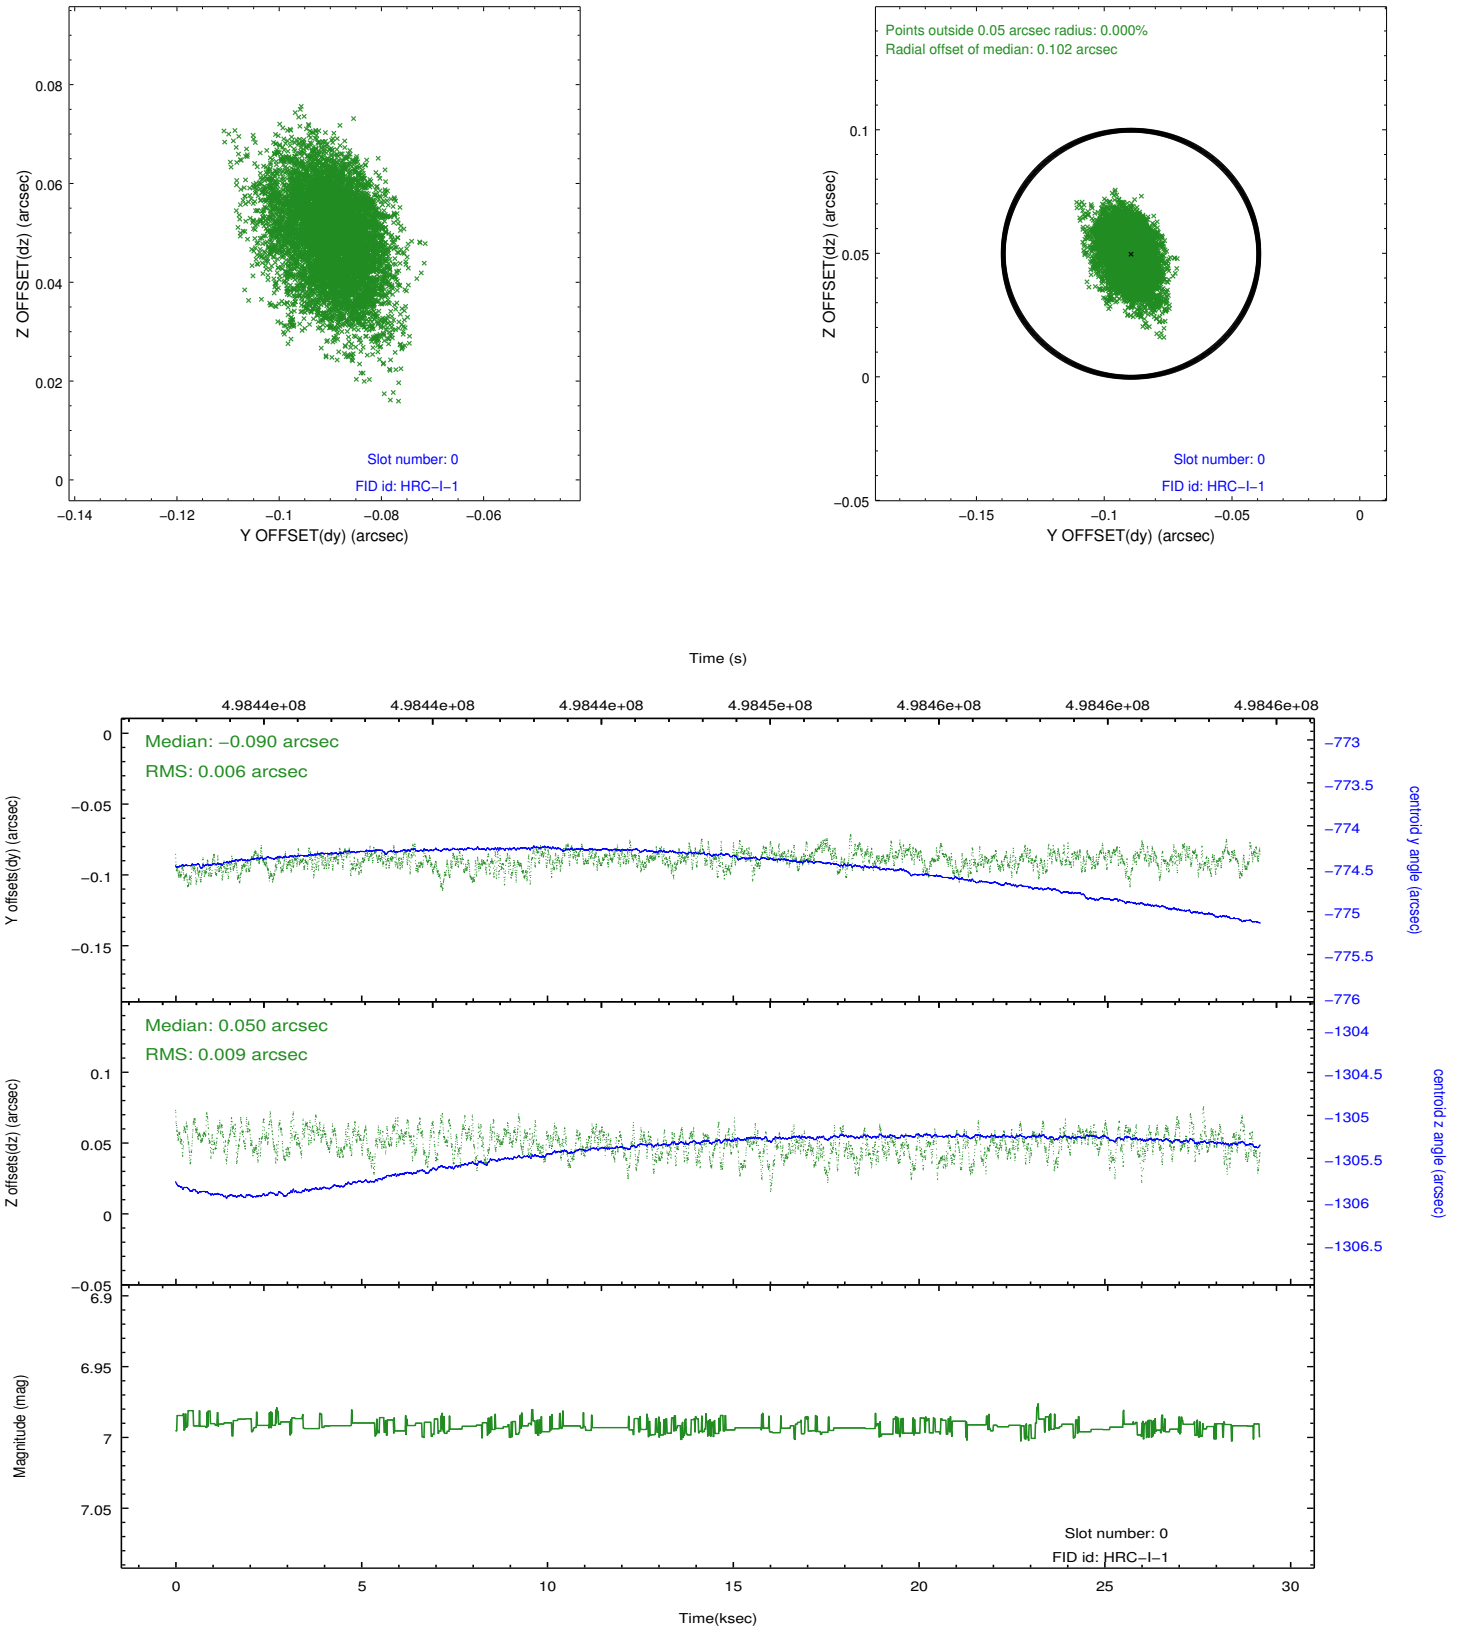 0.08
0.06
0.04
0.02
0
Z OFFSET(dz) (arcsec)
Slot number: 0
FID id: HRC−I−1
−0.14 −0.12 −0.1 −0.08 −0.06
Y OFFSET(dy) (arcsec)
Points outside 0.05 arcsec radius: 0.000%
Radial offset of median: 0.102 arcsec
0.1
0.05
0
−0.05
Z OFFSET(dz) (arcsec)
Slot number: 0
FID id: HRC−I−1
−0.15 −0.1 −0.05 0
Y OFFSET(dy) (arcsec)
Time (s)
4.9844e+08 4.9844e+08 4.9844e+08 4.9845e+08 4.9846e+08 4.9846e+08 4.9846e+08
Median: −0.090 arcsec
RMS: 0.006 arcsec
0
−0.05
−0.1
−0.15
Y offsets(dy) (arcsec)
−773
−773.5
−774
−774.5
−775
−775.5
−776
centroid y angle (arcsec)
Median: 0.050 arcsec
RMS: 0.009 arcsec
0.1
0.05
0
−0.05
Z offsets(dz) (arcsec)
−1304
−1304.5
−1305
−1305.5
−1306
−1306.5
centroid z angle (arcsec)
6.9
6.95
7
7.05
Magnitude (mag)
Slot number: 0
FID id: HRC−I−1
0 5 10 15 20 25 30
Time(ksec)